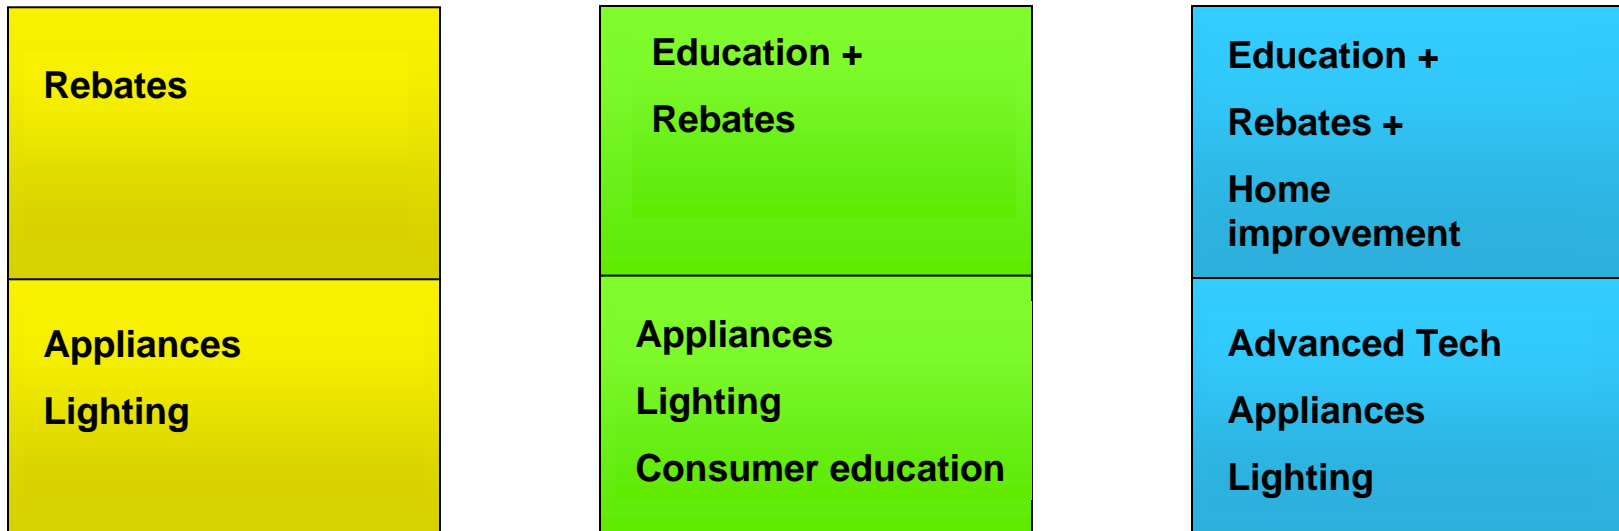 Rebates
Appliances
Lighting
Education +
Rebates
Appliances
Lighting
Consumer education
Education +
Rebates +
Home
improvement
Advanced Tech
Appliances
Lighting